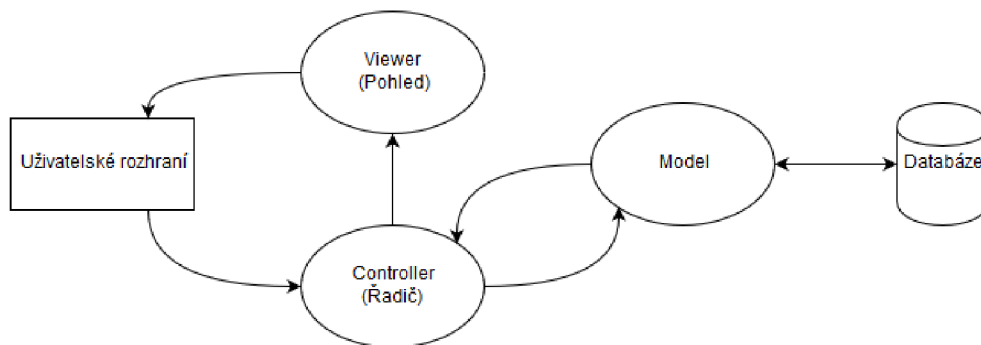 Viewer
(Pohled)
Uživatelské rozhraní
Model
Databáze
Controller
(Řadič)